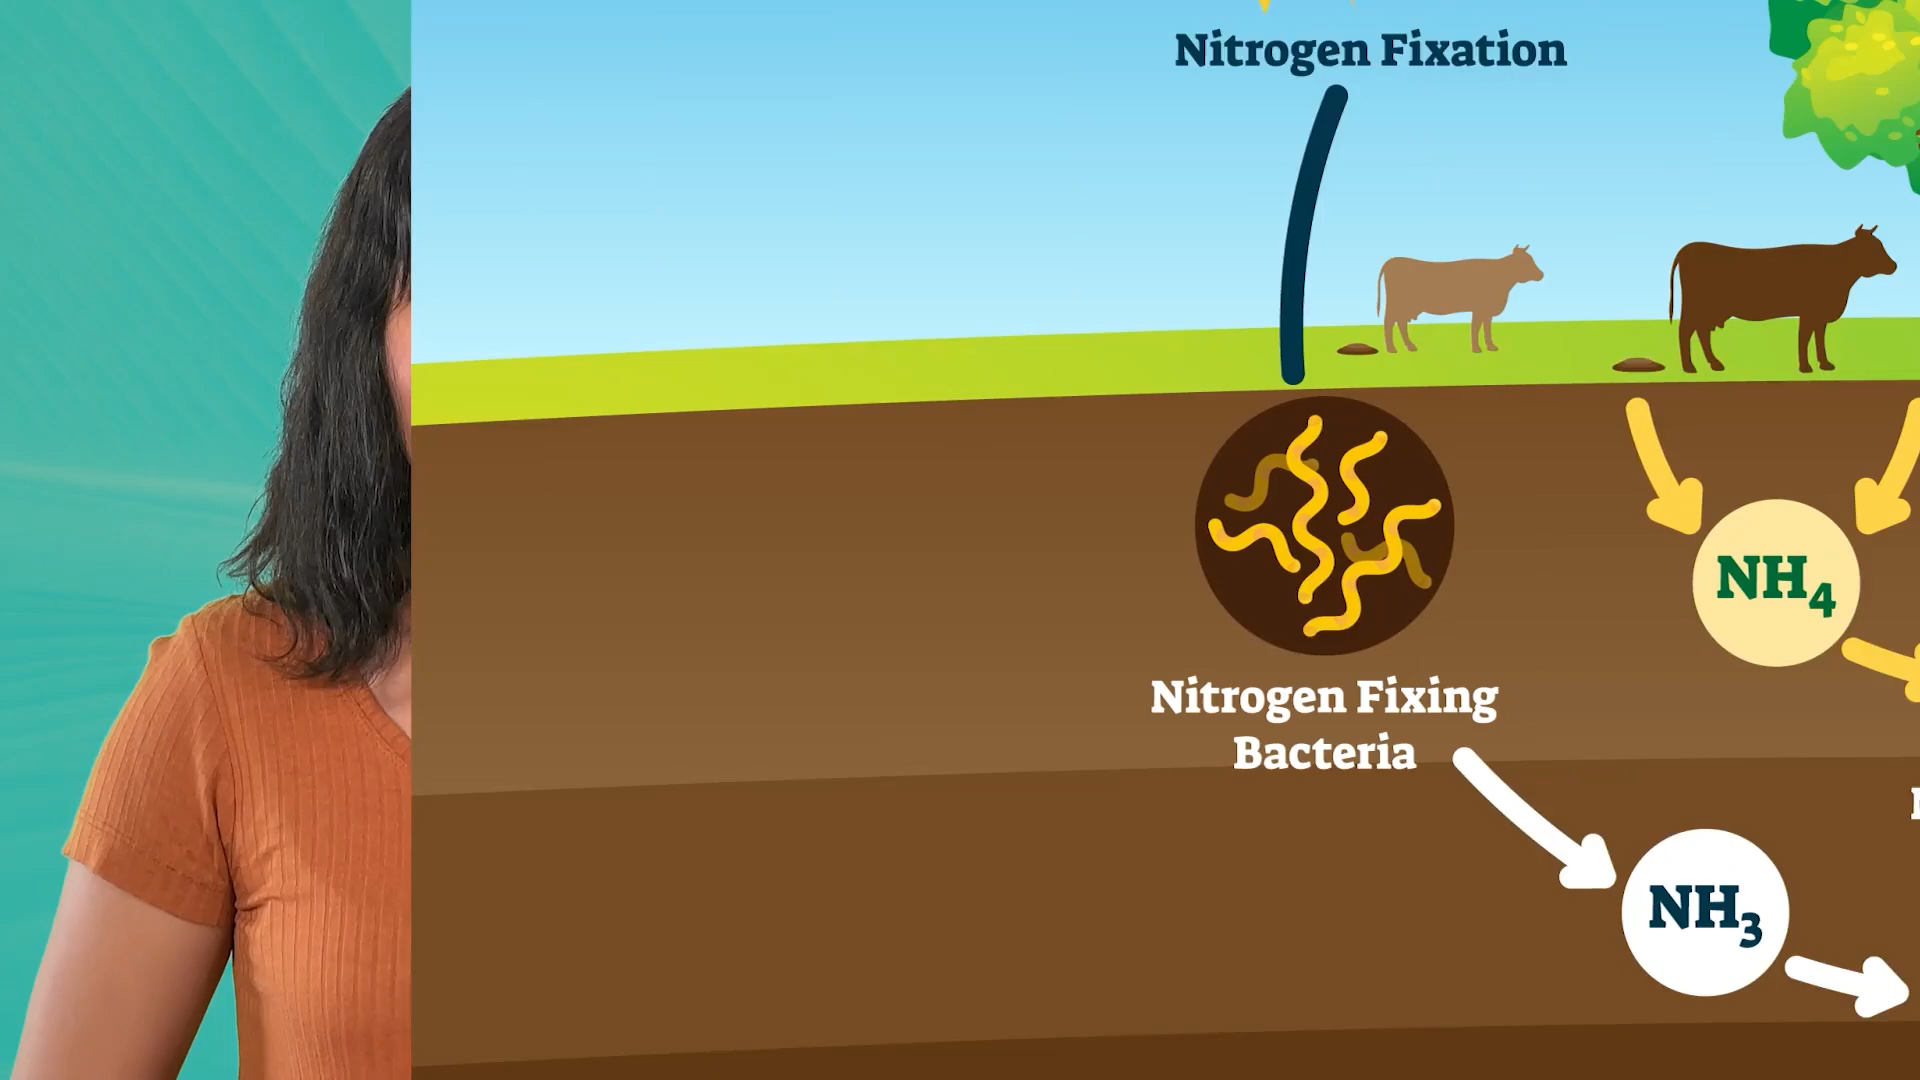 Nitrogen Fixation
NH4
Nitrogen Fixing
Bacteria
NH3